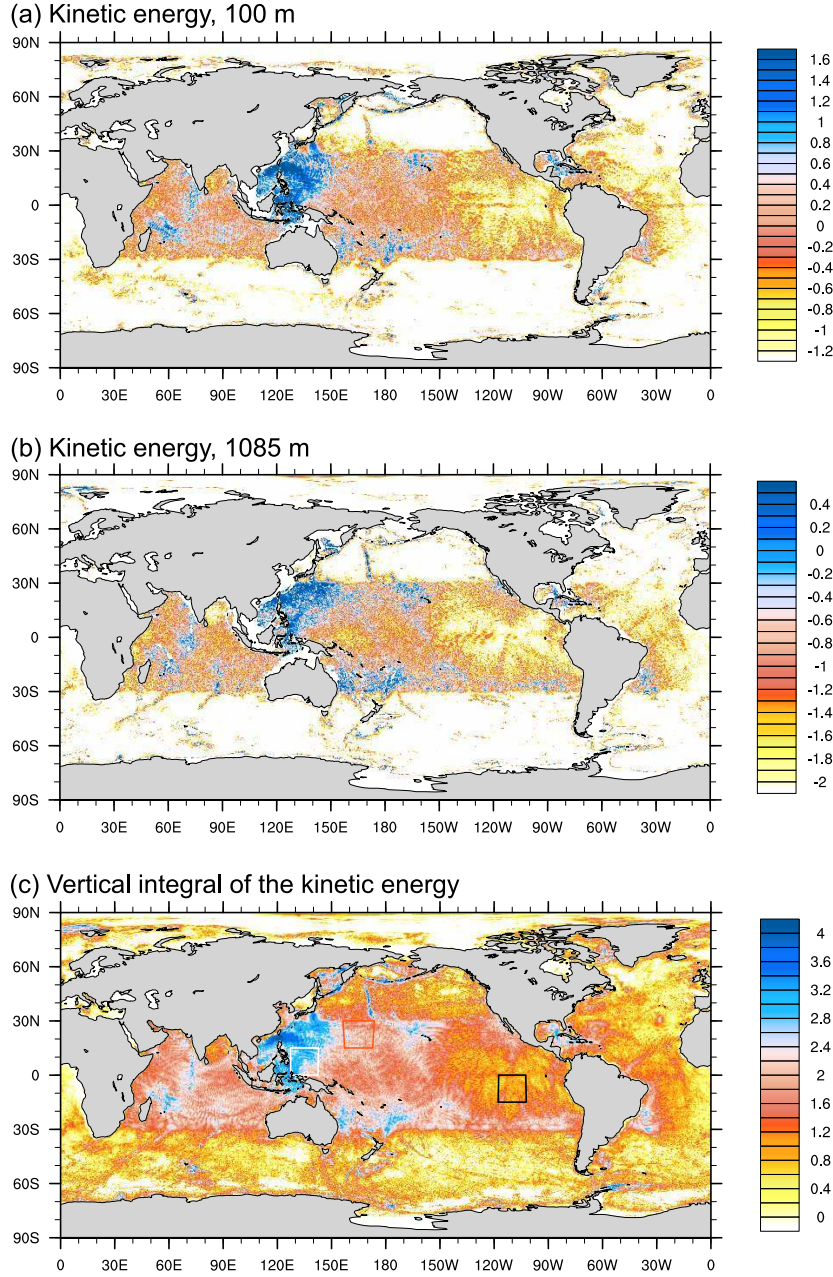 (a) Kinetic energy, 100 m
90N
60N
30N
0
30S
60S
90S
0 30E 60E 90E 120E 150E 180 150W 120W 90W 60W 30W 0
1.6
1.4
1.2
1
0.8
0.6
0.4
0.2
0
-0.2
-0.4
-0.6
-0.8
-1
-1.2
(b) Kinetic energy, 1085 m
90N
60N
30N
0
30S
60S
90S
0 30E 60E 90E 120E 150E 180 150W 120W 90W 60W 30W 0
0.4
0.2
0
-0.2
-0.4
-0.6
-0.8
-1
-1.2
-1.4
-1.6
-1.8
-2
(c) Vertical integral of the kinetic energy
90N
60N
30N
0
30S
60S
90S
0 30E 60E 90E 120E 150E 180 150W 120W 90W 60W 30W 0
4
3.6
3.2
2.8
2.4
2
1.6
1.2
0.8
0.4
0